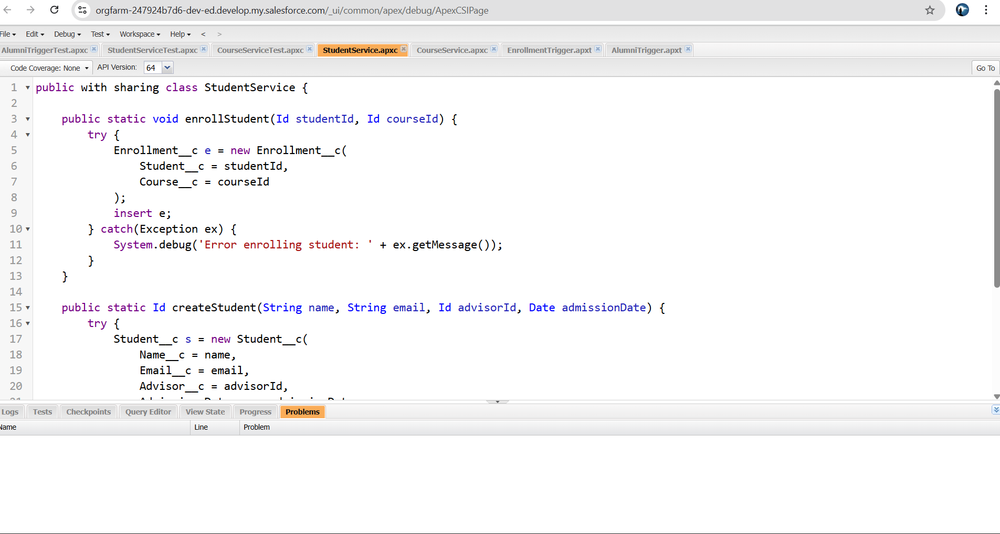 orgfarm-247924b7d6-dev-ed.develop.my.salesforce.com/_ui/common/apex/debug/ApexCSIPage
File Edit Debug Test Workspace Help < >
AlumniTriggerTest.apxc StudentServiceTest.apxc CourseServiceTest.apxc StudentService.apxc CourseService.apxc EnrollmentTrigger.apxt AlumniTrigger.apxt
Code Coverage: None API Version: 64 Go To
1 public with sharing class StudentService {
2
3 public static void enrollStudent(Id studentId, Id courseId) {
4 try {
5 Enrollment__c e = new Enrollment__c(
6 Student__c = studentId,
7 Course__c = courseId
8 );
9 insert e;
10 } catch(Exception ex) {
11 System.debug('Error enrolling student: ' + ex.getMessage());
12 }
13 }
14
15 public static Id createStudent(String name, String email, Id advisorId, Date admissionDate) {
16 try {
17 Student__c s = new Student__c(
18 Name__c = name,
19 Email__c = email,
20 Advisor__c = advisorId,
Logs Tests Checkpoints Query Editor View State Progress Problems
Name Line Problem